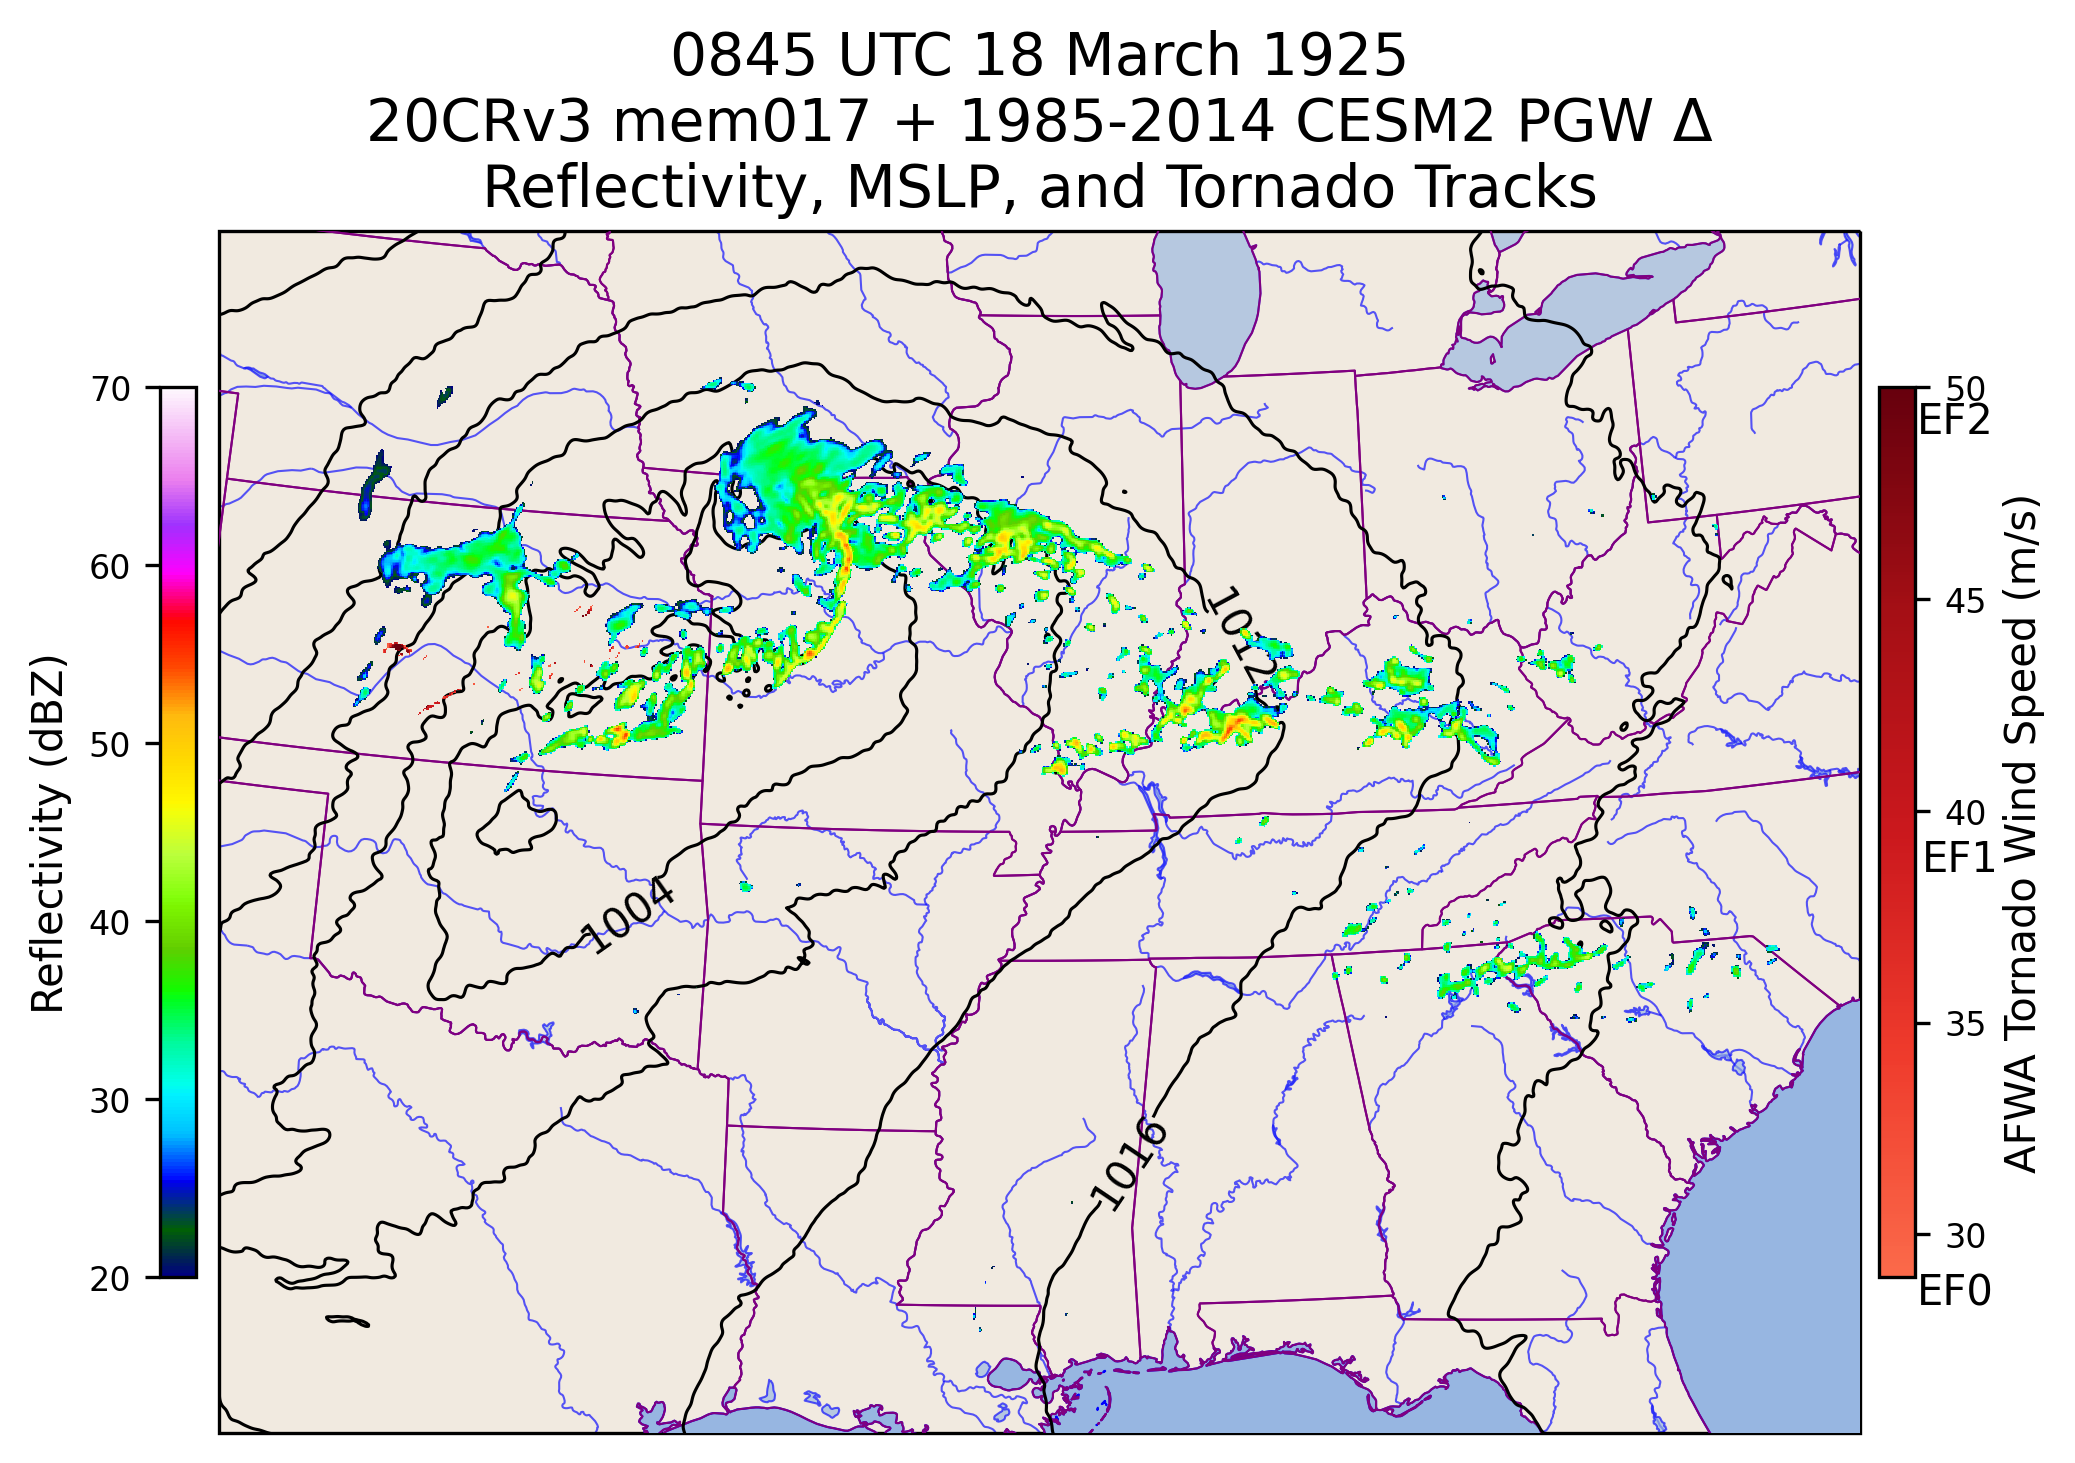 0845 UTC 18 March 1925
20CRv3 mem017 + 1985-2014 CESM2 PGW Δ
Reflectivity, MSLP, and Tornado Tracks
Reflectivity (dBZ)
70
60
50
40
30
20
1012
1004
1016
50
EF2
45
40
EF1
35
30
EF0
AFWA Tornado Wind Speed (m/s)